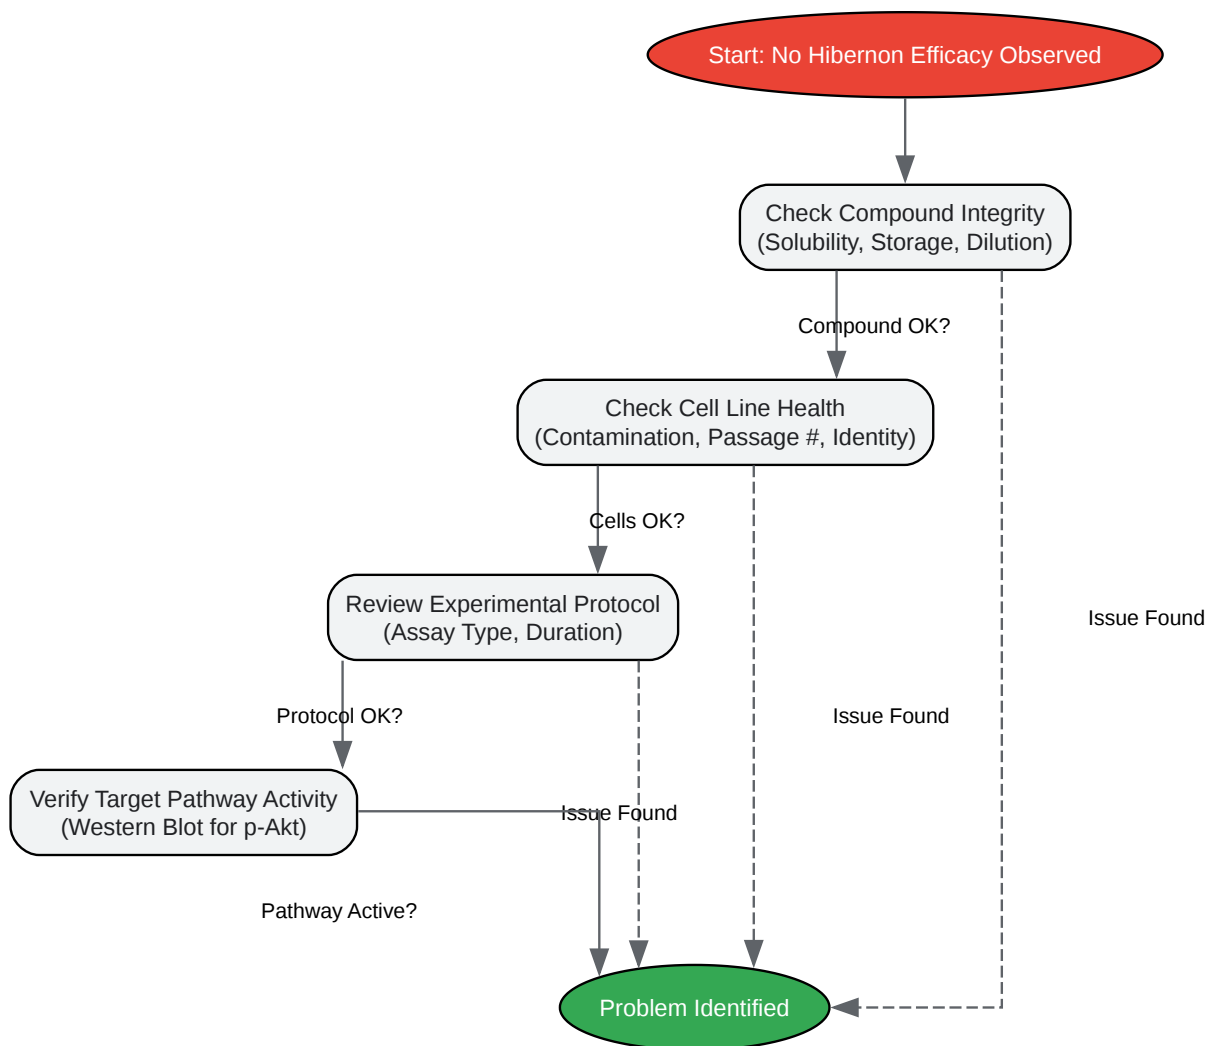 Start: No Hibernon Efficacy Observed
Check Compound Integrity
(Solubility, Storage, Dilution)
Compound OK?
Check Cell Line Health
(Contamination, Passage #, Identity)
Cells OK?
Review Experimental Protocol
(Assay Type, Duration)
Issue Found
Protocol OK?
Issue Found
Verify Target Pathway Activity
(Western Blot for p-Akt)
Issue Found
Pathway Active?
Problem Identified